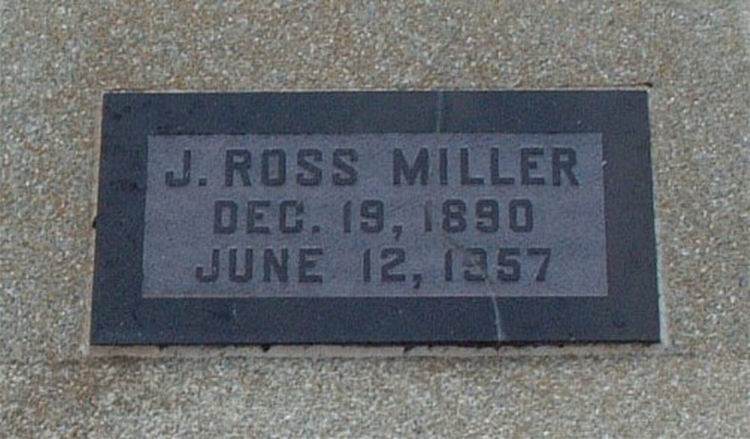 J. ROSS MILLER
DEC. 19, 1890
JUNE 12, 1957